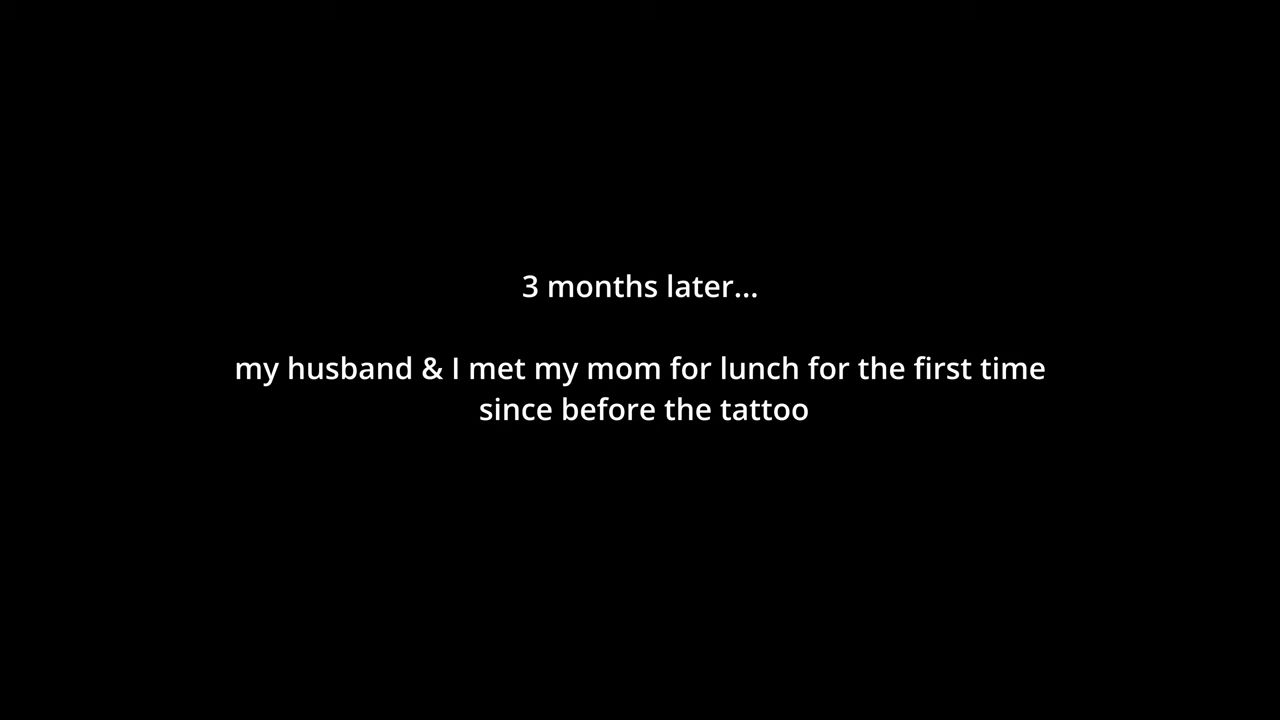 3 months later...
my husband & I met my mom for lunch for the first time
since before the tattoo